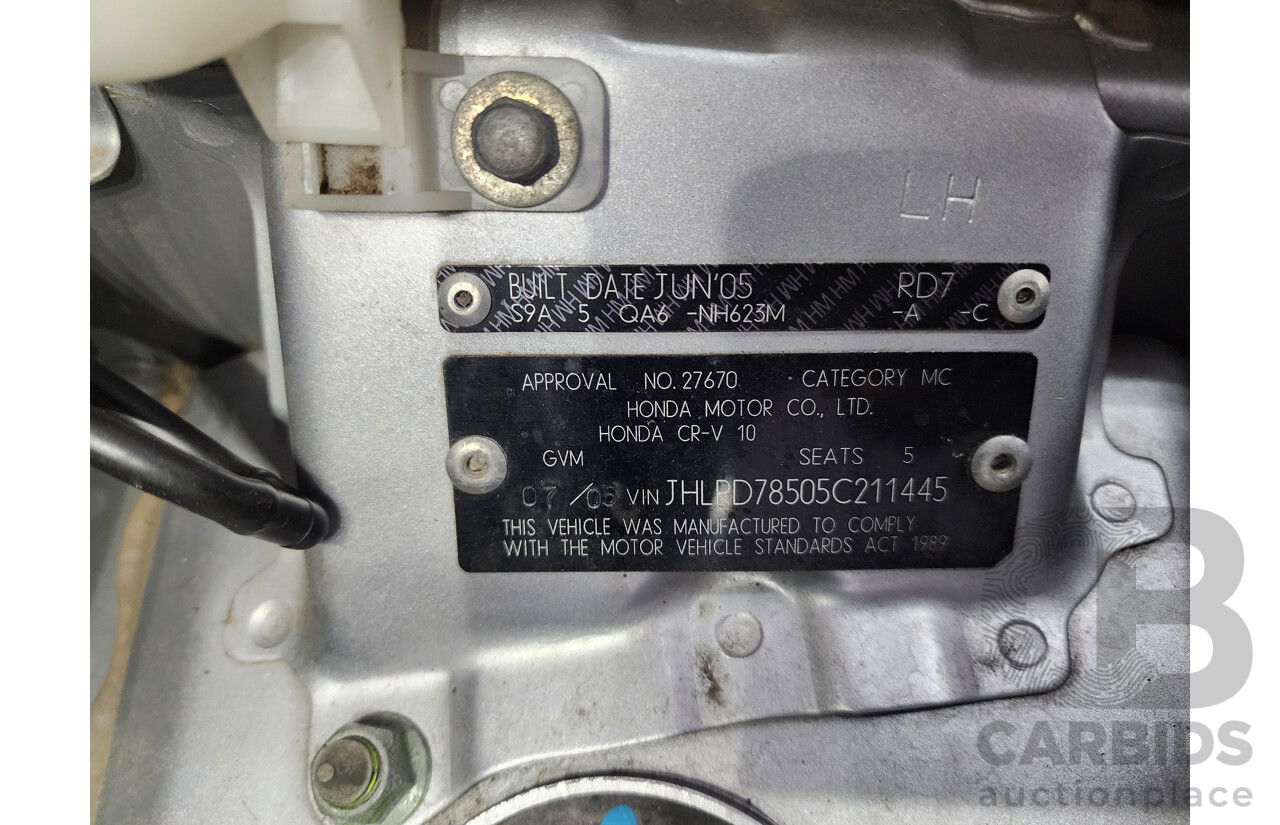 LH
BUILT DATE JUN'05 RD7
S9A 5 QA6 -NH623M -A -C
APPROVAL NO. 27670 CATEGORY MC
HONDA MOTOR CO., LTD.
HONDA CR-V 10
GVM SEATS 5
07/05 VIN JHLRD78505C211445
THIS VEHICLE WAS MANUFACTURED TO COMPLY
WITH THE MOTOR VEHICLE STANDARDS ACT 1989
B
CARBIDS
auctionplace